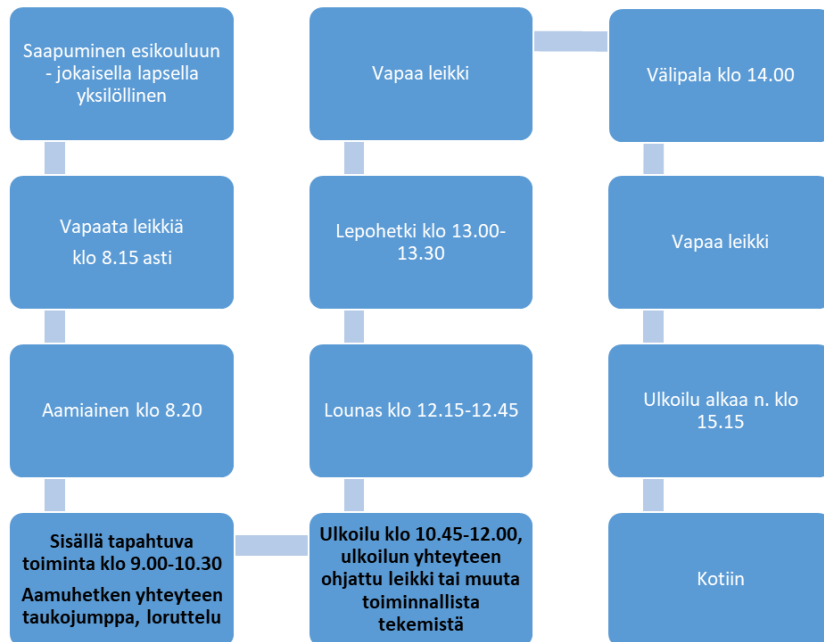 Saapuminen esikouluun
- jokaisella lapsella
yksilöllinen
Vapaata leikkiä
klo 8.15 asti
Aamiainen klo 8.20
Sisällä tapahtuva
toiminta klo 9.00-10.30
Aamuhetken yhteyteen
taukojumppa, loruttelu
Ulkoilu klo 10.45-12.00,
ulkoilun yhteyteen
ohjattu leikki tai muuta
toiminnallista
tekemistä
Lounas klo 12.15-12.45
Lepohetki klo 13.00-
13.30
Vapaa leikki
Välipala klo 14.00
Vapaa leikki
Ulkoilu alkaa n. klo
15.15
Kotiin